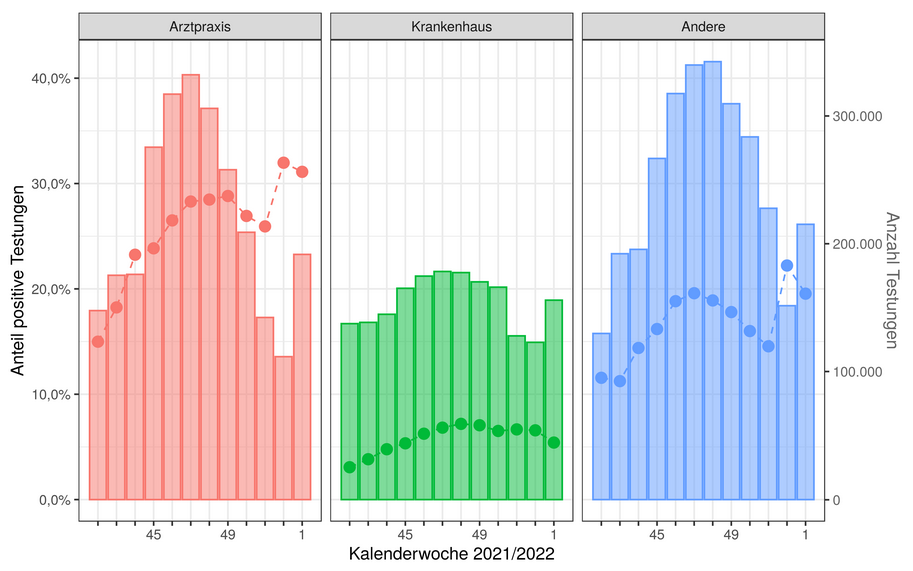 Arztpraxis
Krankenhaus
Andere
40,0%
30,0%
20,0%
10,0%
0,0%
Anteil positive Testungen
300.000
200.000
100.000
0
Anzahl Testungen
45 49 1
45 49 1
45 49 1
Kalenderwoche 2021/2022